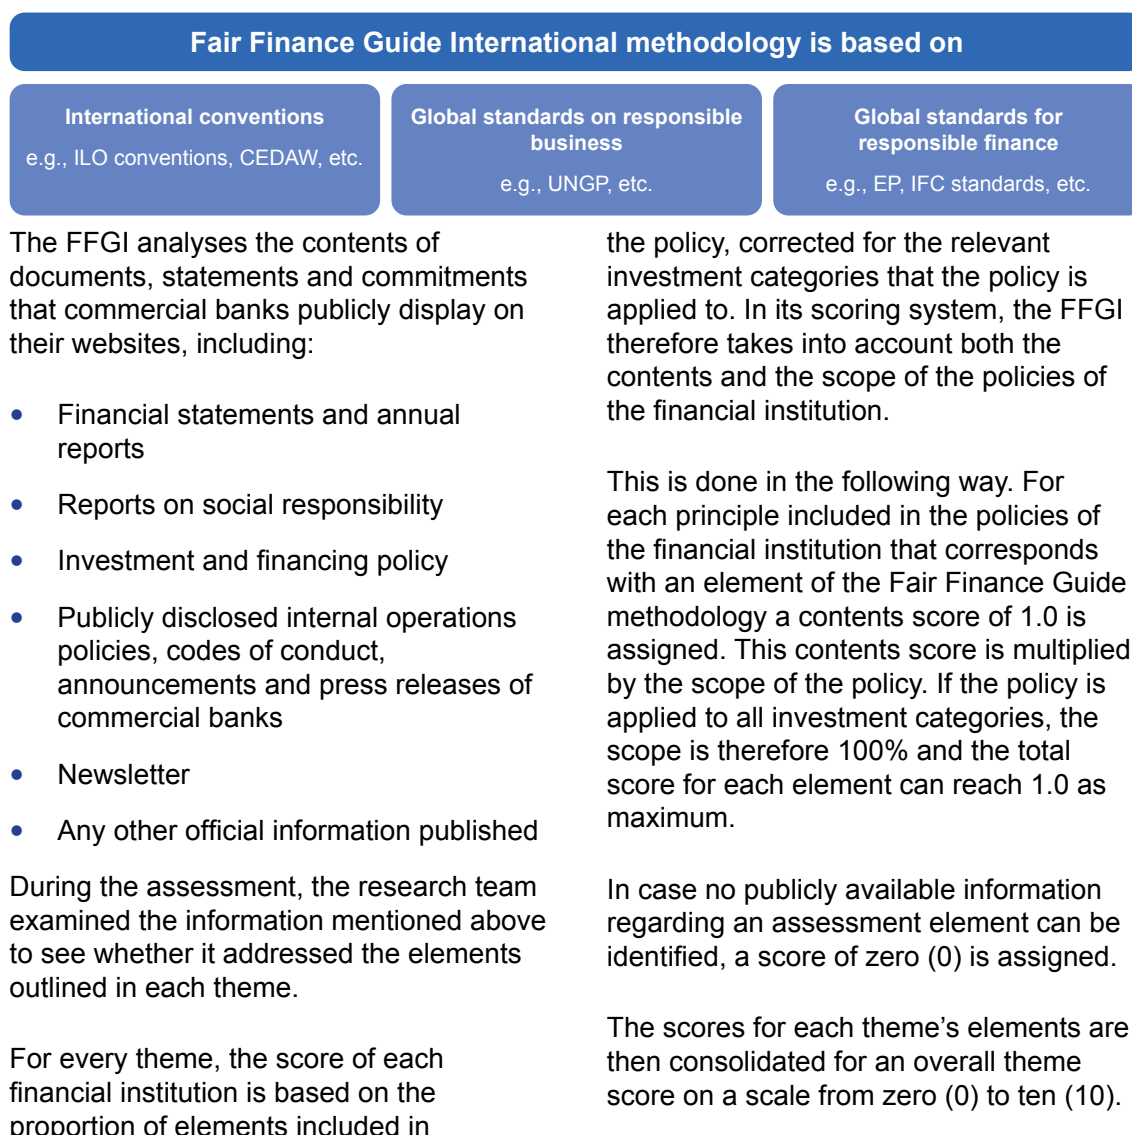 Fair Finance Guide International methodology is based on
International conventions
e.g., ILO conventions, CEDAW, etc.
Global standards on responsible
business
e.g., UNGP, etc.
Global standards for
responsible finance
e.g., EP, IFC standards, etc.
The FFGI analyses the contents of
documents, statements and commitments
that commercial banks publicly display on
their websites, including:
• Financial statements and annual
reports
• Reports on social responsibility
• Investment and financing policy
• Publicly disclosed internal operations
policies, codes of conduct,
announcements and press releases of
commercial banks
• Newsletter
• Any other official information published
During the assessment, the research team
examined the information mentioned above
to see whether it addressed the elements
outlined in each theme.
For every theme, the score of each
financial institution is based on the
proportion of elements included in
the policy, corrected for the relevant
investment categories that the policy is
applied to. In its scoring system, the FFGI
therefore takes into account both the
contents and the scope of the policies of
the financial institution.
This is done in the following way. For
each principle included in the policies of
the financial institution that corresponds
with an element of the Fair Finance Guide
methodology a contents score of 1.0 is
assigned. This contents score is multiplied
by the scope of the policy. If the policy is
applied to all investment categories, the
scope is therefore 100% and the total
score for each element can reach 1.0 as
maximum.
In case no publicly available information
regarding an assessment element can be
identified, a score of zero (0) is assigned.
The scores for each theme’s elements are
then consolidated for an overall theme
score on a scale from zero (0) to ten (10).